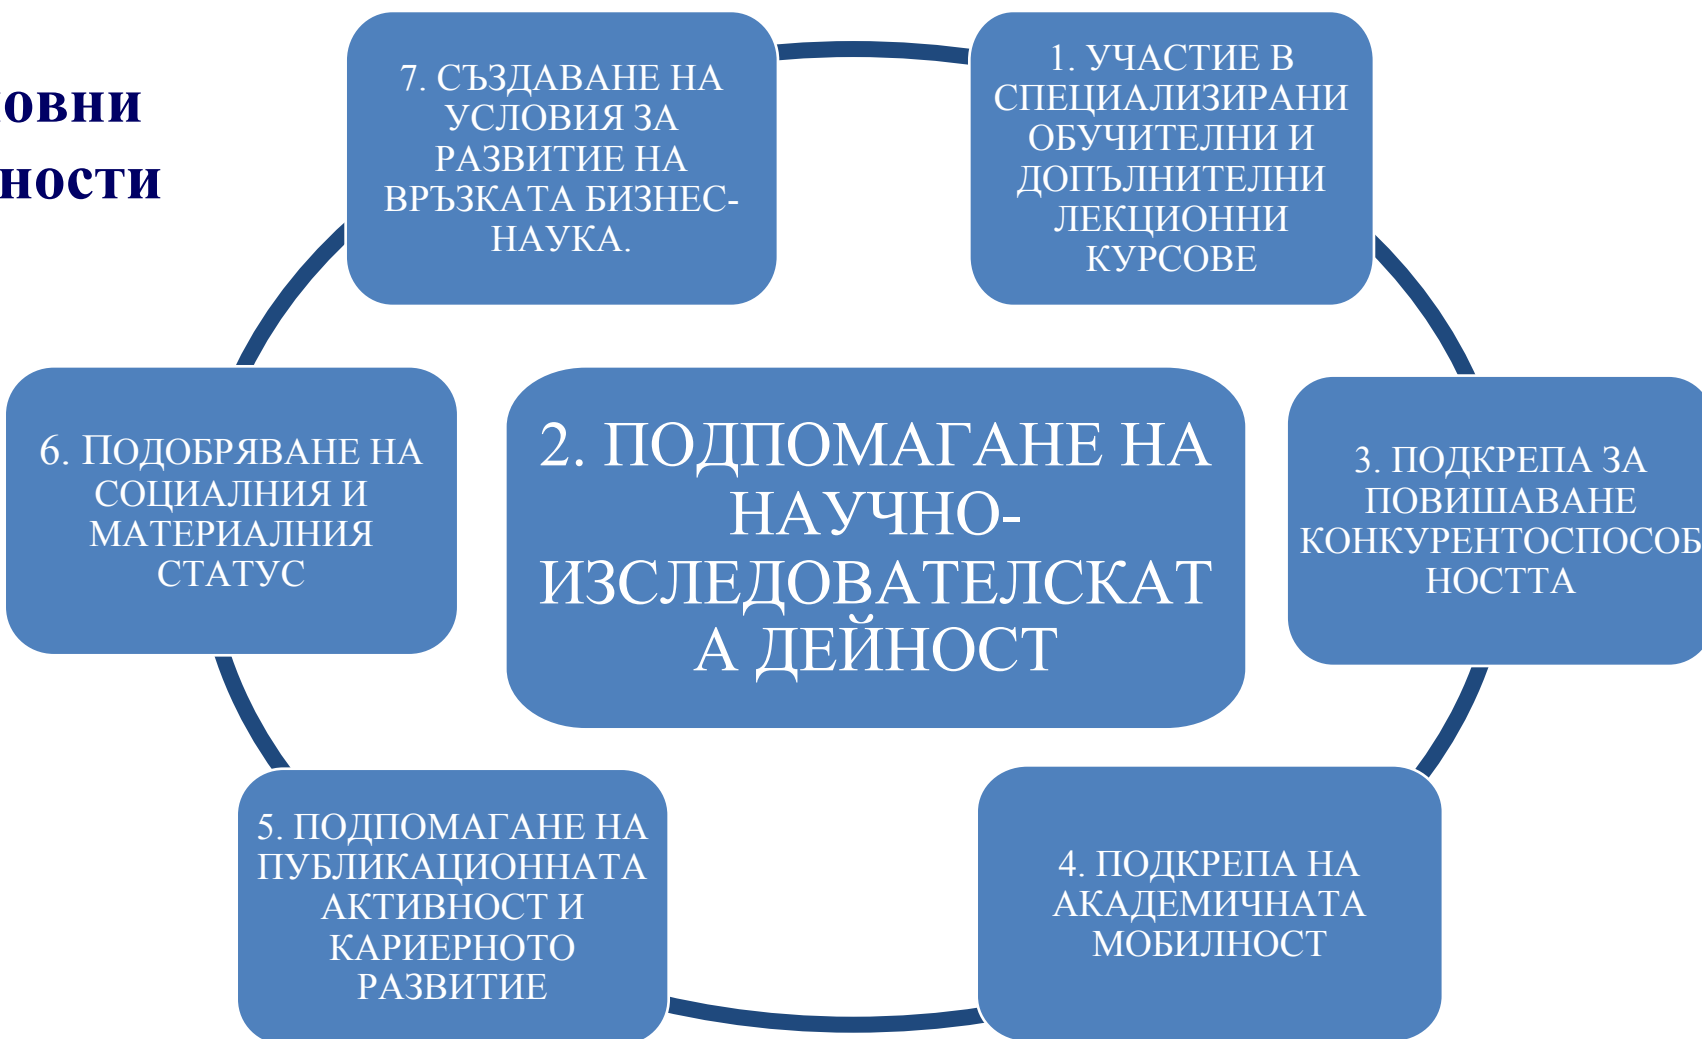 овни
ности
7. СЪЗДАВАНЕ НА
УСЛОВИЯ ЗА
РАЗВИТИЕ НА
ВРЪЗКАТА БИЗНЕС-
НАУКА.
1. УЧАСТИЕ В
СПЕЦИАЛИЗИРАНИ
ОБУЧИТЕЛНИ И
ДОПЪЛНИТЕЛНИ
ЛЕКЦИОННИ
КУРСОВЕ
6. ПОДОБРЯВАНЕ НА
СОЦИАЛНИЯ И
МАТЕРИАЛНИЯ
СТАТУС
2. ПОДПОМАГАНЕ НА
НАУЧНО-
ИЗСЛЕДОВАТЕЛСКАТ
А ДЕЙНОСТ
3. ПОДКРЕПА ЗА
ПОВИШАВАНЕ
КОНКУРЕНТОСПОСОБ
НОСТТА
5. ПОДПОМАГАНЕ НА
ПУБЛИКАЦИОННАТА
АКТИВНОСТ И
КАРИЕРНОТО
РАЗВИТИЕ
4. ПОДКРЕПА НА
АКАДЕМИЧНАТА
МОБИЛНОСТ